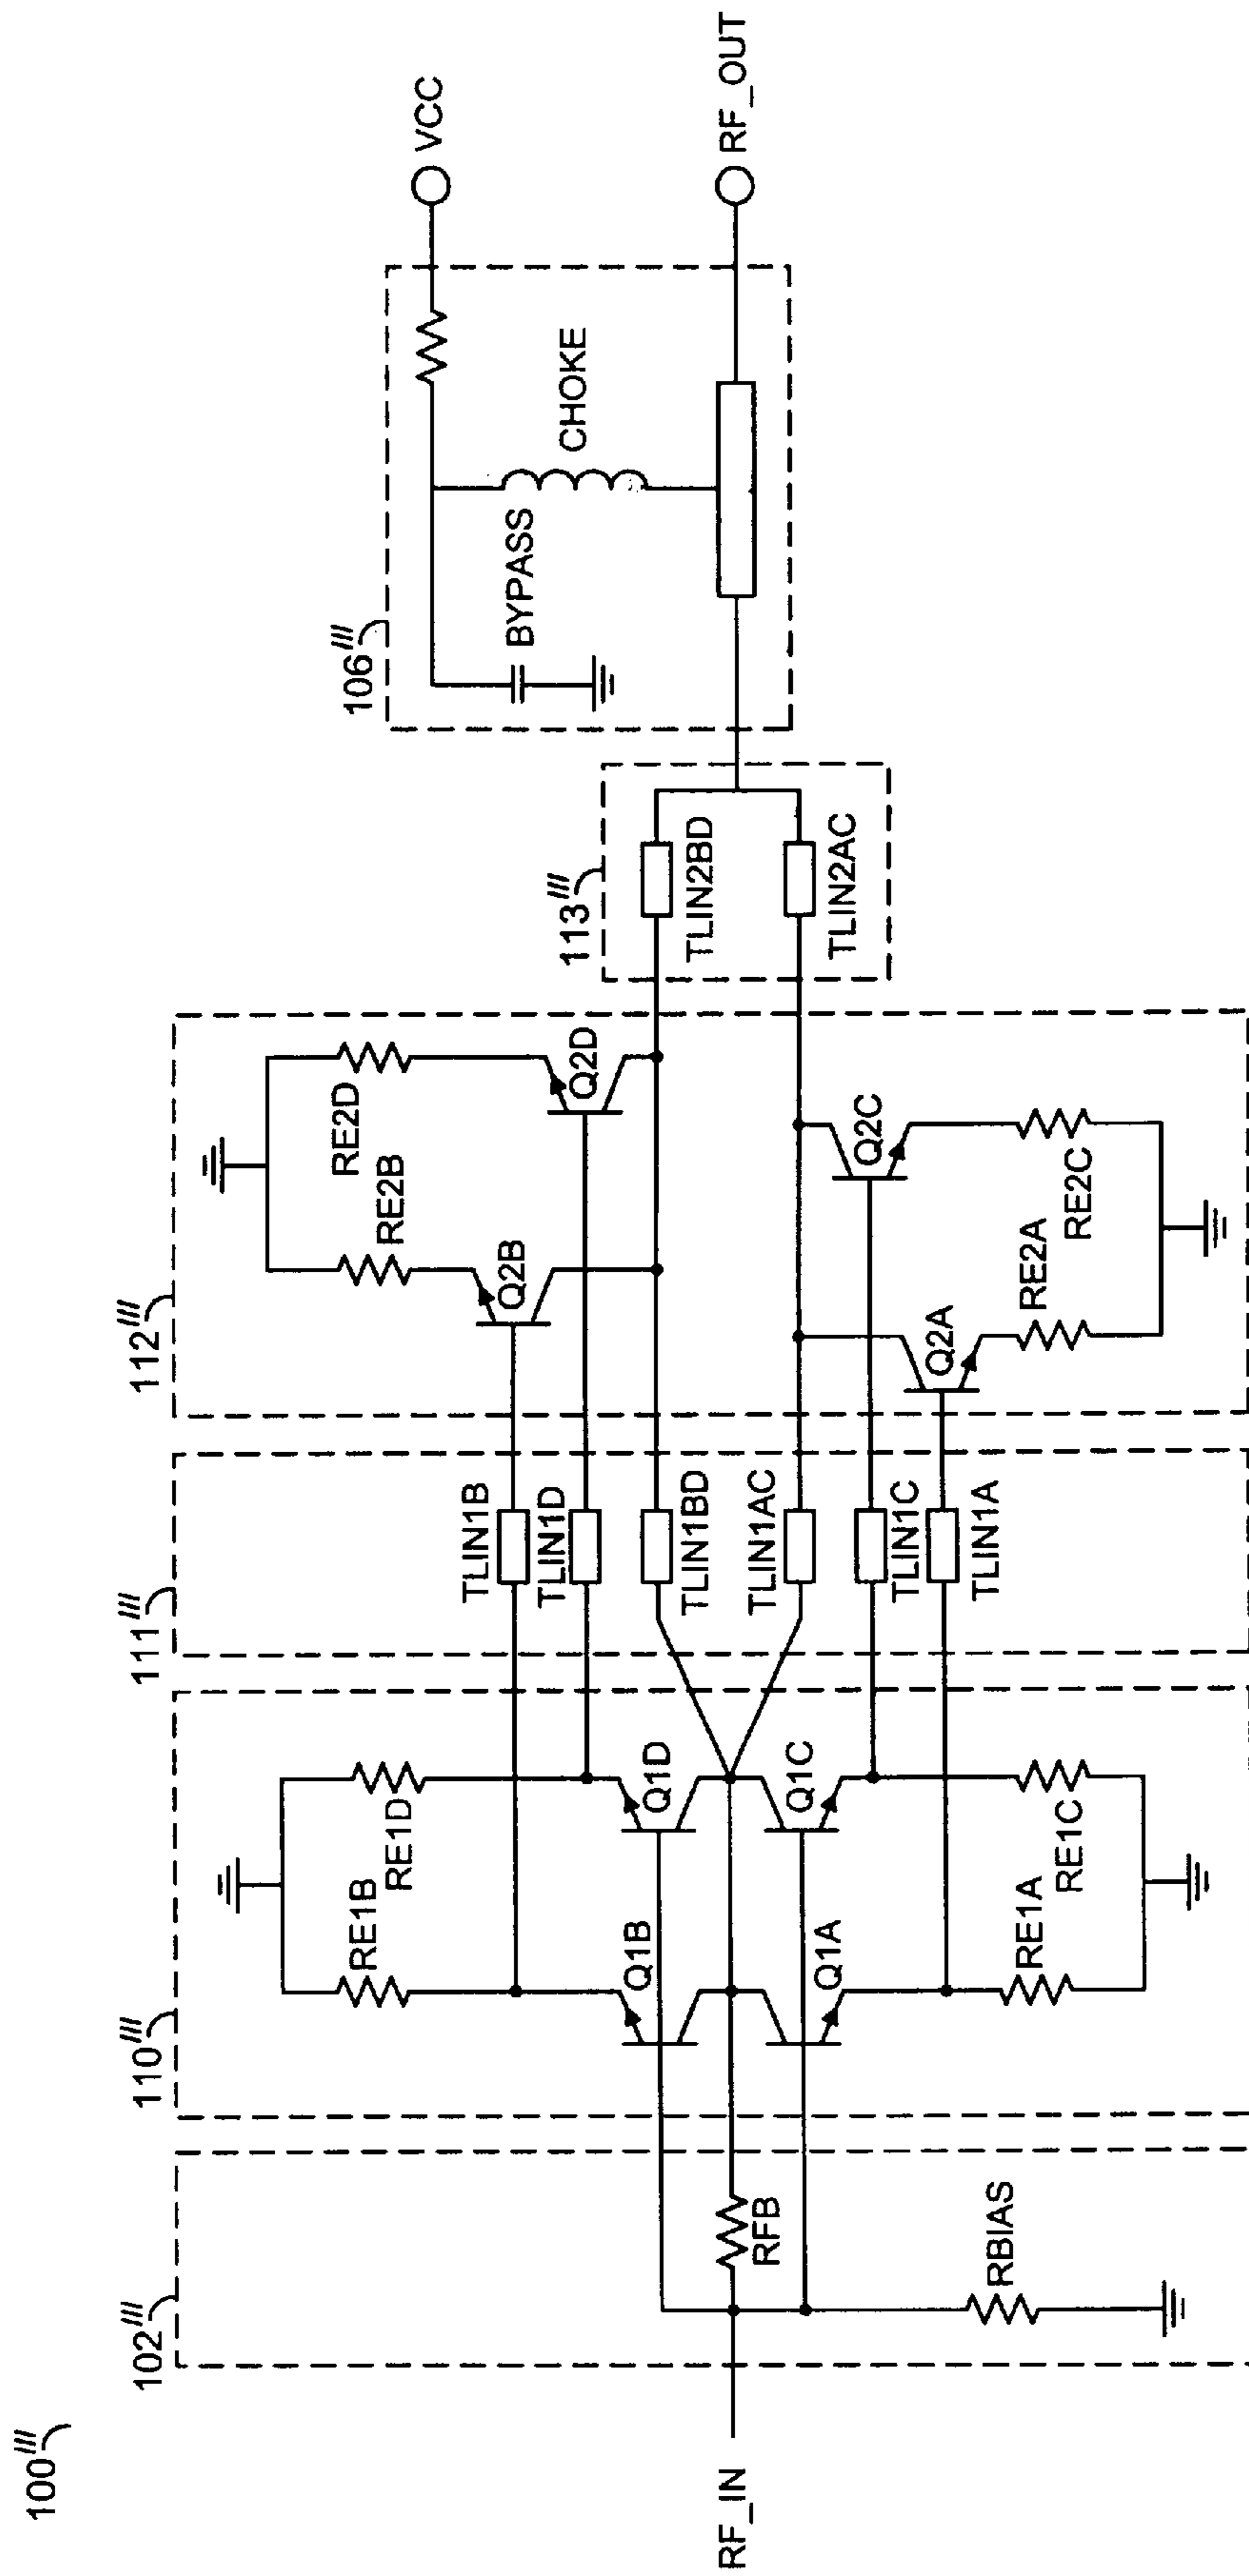 100'''
102'''
110'''
111'''
112'''
113'''
106'''
RF_IN
RFB
RBIAS
RE1B
RE1D
Q1B
Q1D
Q1A
Q1C
RE1A
RE1C
TLIN1B
TLIN1D
TLIN1BD
TLIN1AC
TLIN1C
TLIN1A
RE2B
RE2D
Q2B
Q2D
Q2A
Q2C
RE2A
RE2C
TLIN2BD
TLIN2AC
BYPASS
CHOKE
VCC
RF_OUT